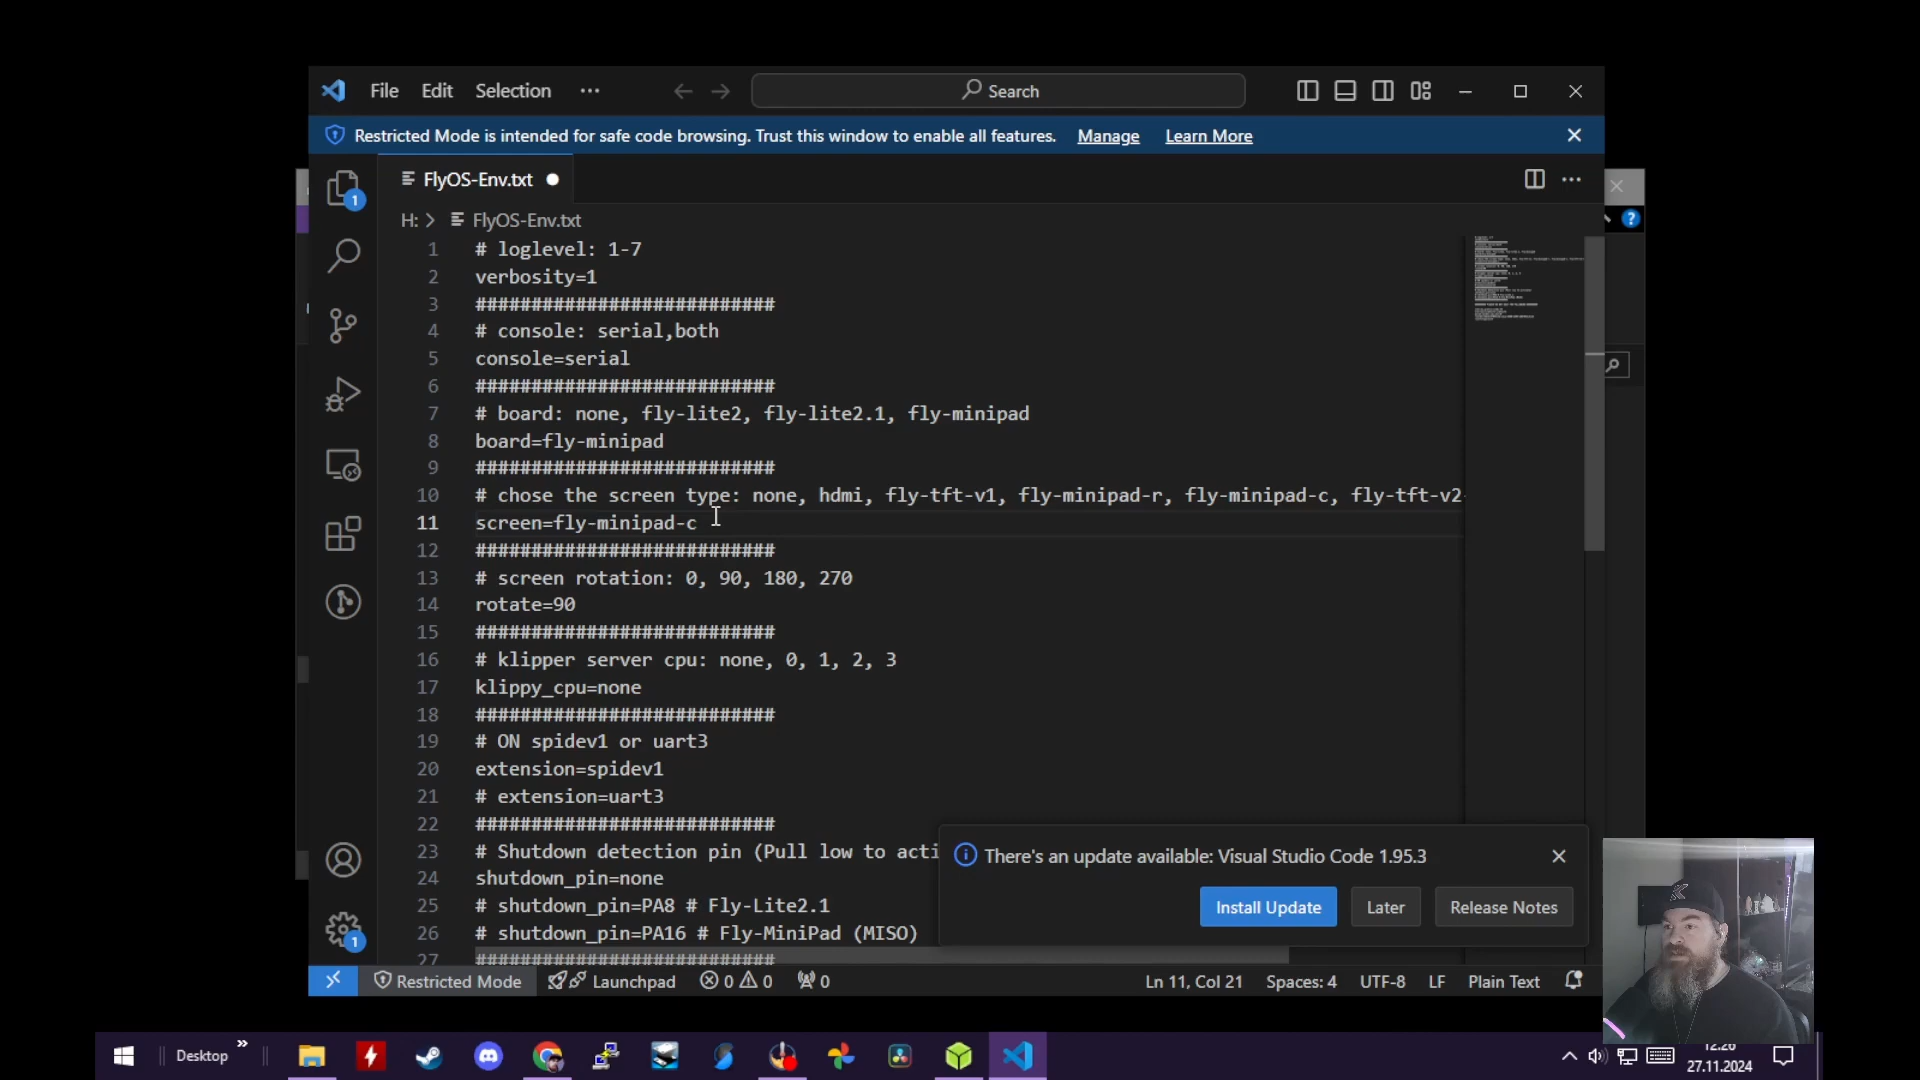 File Edit Selection ··· Search
Restricted Mode is intended for safe code browsing. Trust this window to enable all features. Manage Learn More
FlyOS-Env.txt
1
H: > FlyOS-Env.txt
1 # loglevel: 1-7
2 verbosity=1
3 ###########################
4 # console: serial,both
5 console=serial
6 ###########################
7 # board: none, fly-lite2, fly-lite2.1, fly-minipad
8 board=fly-minipad
9 ###########################
10 # chose the screen type: none, hdmi, fly-tft-v1, fly-minipad-r, fly-minipad-c, fly-tft-v2
11 screen=fly-minipad-c
12 ###########################
13 # screen rotation: 0, 90, 180, 270
14 rotate=90
15 ###########################
16 # klipper server cpu: none, 0, 1, 2, 3
17 klippy_cpu=none
18 ###########################
19 # ON spidev1 or uart3
20 extension=spidev1
21 # extension=uart3
22 ###########################
23 # Shutdown detection pin (Pull low to acti
24 shutdown_pin=none
25 # shutdown_pin=PA8 # Fly-Lite2.1
26 # shutdown_pin=PA16 # Fly-MiniPad (MISO)
27 ###########################
There's an update available: Visual Studio Code 1.95.3
Install Update Later Release Notes
1
Restricted Mode Launchpad 0 0 0 Ln 11, Col 21 Spaces: 4 UTF-8 LF Plain Text
Desktop 12:26
27.11.2024